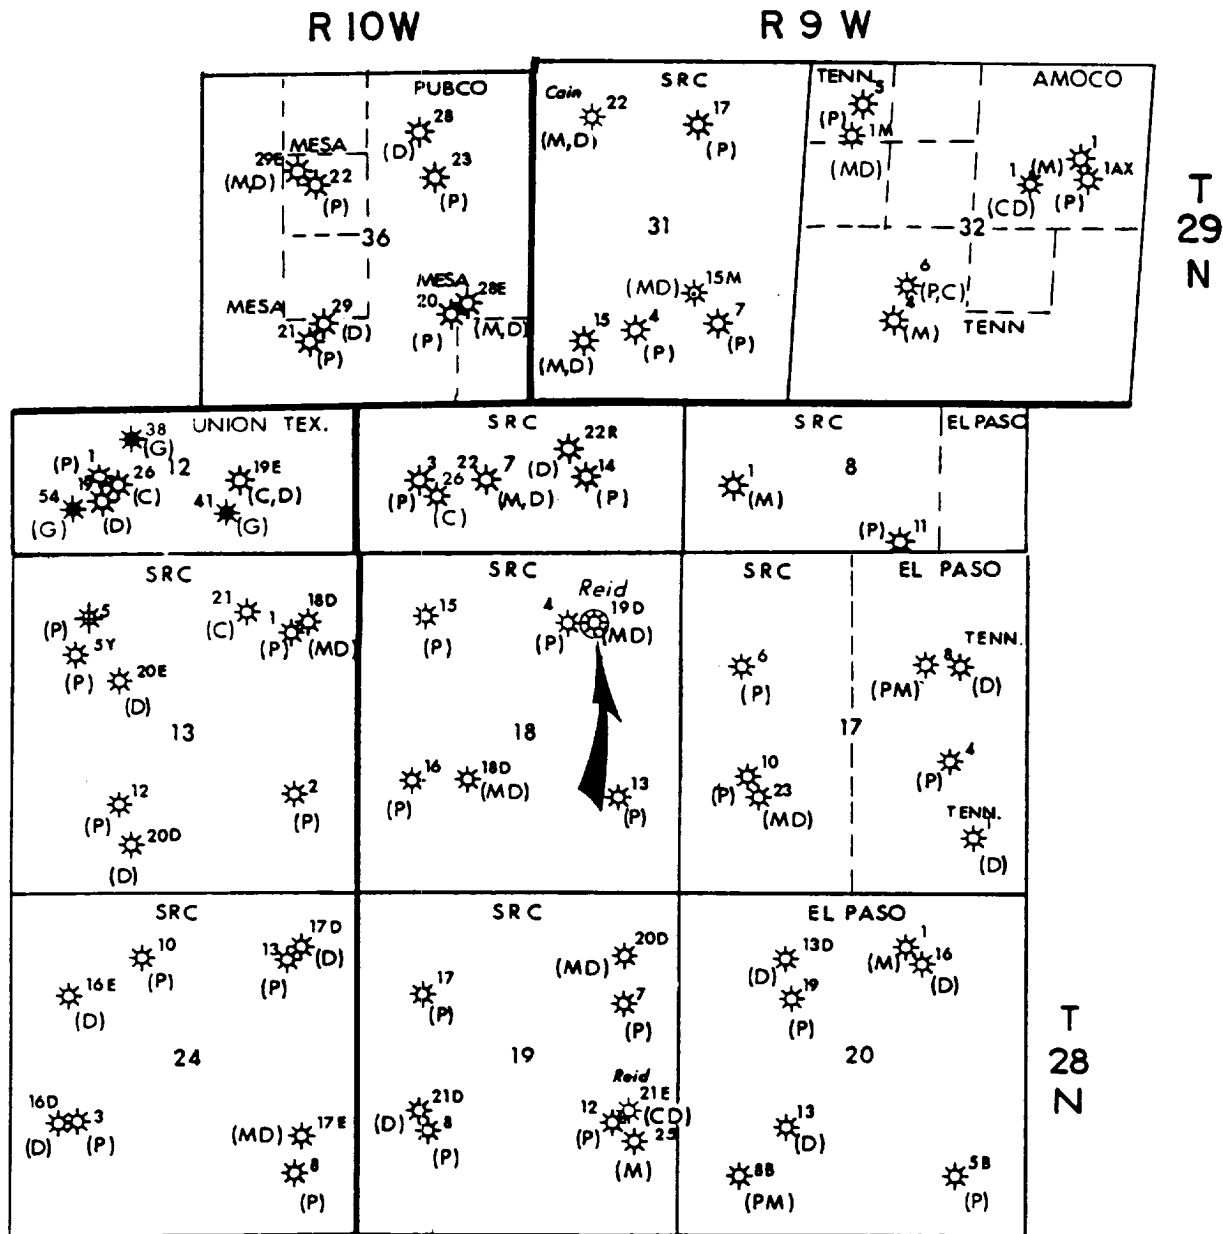 R 10W
R 9 W
T
29
N
PUBCO
28
(D)
MESA
29E
(M,D)
22
(P)
23
(P)
36
MESA
20
(P)
28E
(M,D)
MESA
29
(D)
21
(P)
SRC
Cain
22
(M,D)
17
(P)
31
(MD)
15M
15
(M,D)
4
(P)
7
(P)
TENN.
5
(P)
1M
(MD)
AMOCO
1
(M)
1
(CD)
1AX
(P)
32
6
(P,C)
4
(M)
TENN
UNION TEX.
38
(G)
12
(P)
1
19
26
(C)
(D)
54
(G)
19E
(C,D)
41
(G)
SRC
22R
(D)
3
(P)
26
(C)
22
7
(M,D)
14
(P)
SRC
EL PASO
8
1
(M)
(P)
11
SRC
5
(P)
5Y
(P)
20E
(D)
21
(C)
1
(P)
18D
(MD)
13
12
(P)
20D
(D)
2
(P)
SRC
Reid
15
(P)
4
(P)
19D
(MD)
18
16
(P)
18D
(MD)
13
(P)
SRC
EL PASO
6
(P)
TENN.
8
(PM)
(D)
17
10
(P)
23
(MD)
4
(P)
TENN.
1
(D)
SRC
10
(P)
17D
(D)
13
(P)
16E
(D)
24
16D
(D)
3
(P)
(MD)
17E
8
(P)
SRC
20D
(MD)
17
(P)
7
(P)
19
Reid
21D
(D)
8
(P)
12
(P)
21E
(CD)
25
(M)
EL PASO
13D
(D)
1
(M)
16
(D)
19
(P)
20
13
(D)
8B
(PM)
5B
(P)
T
28
N